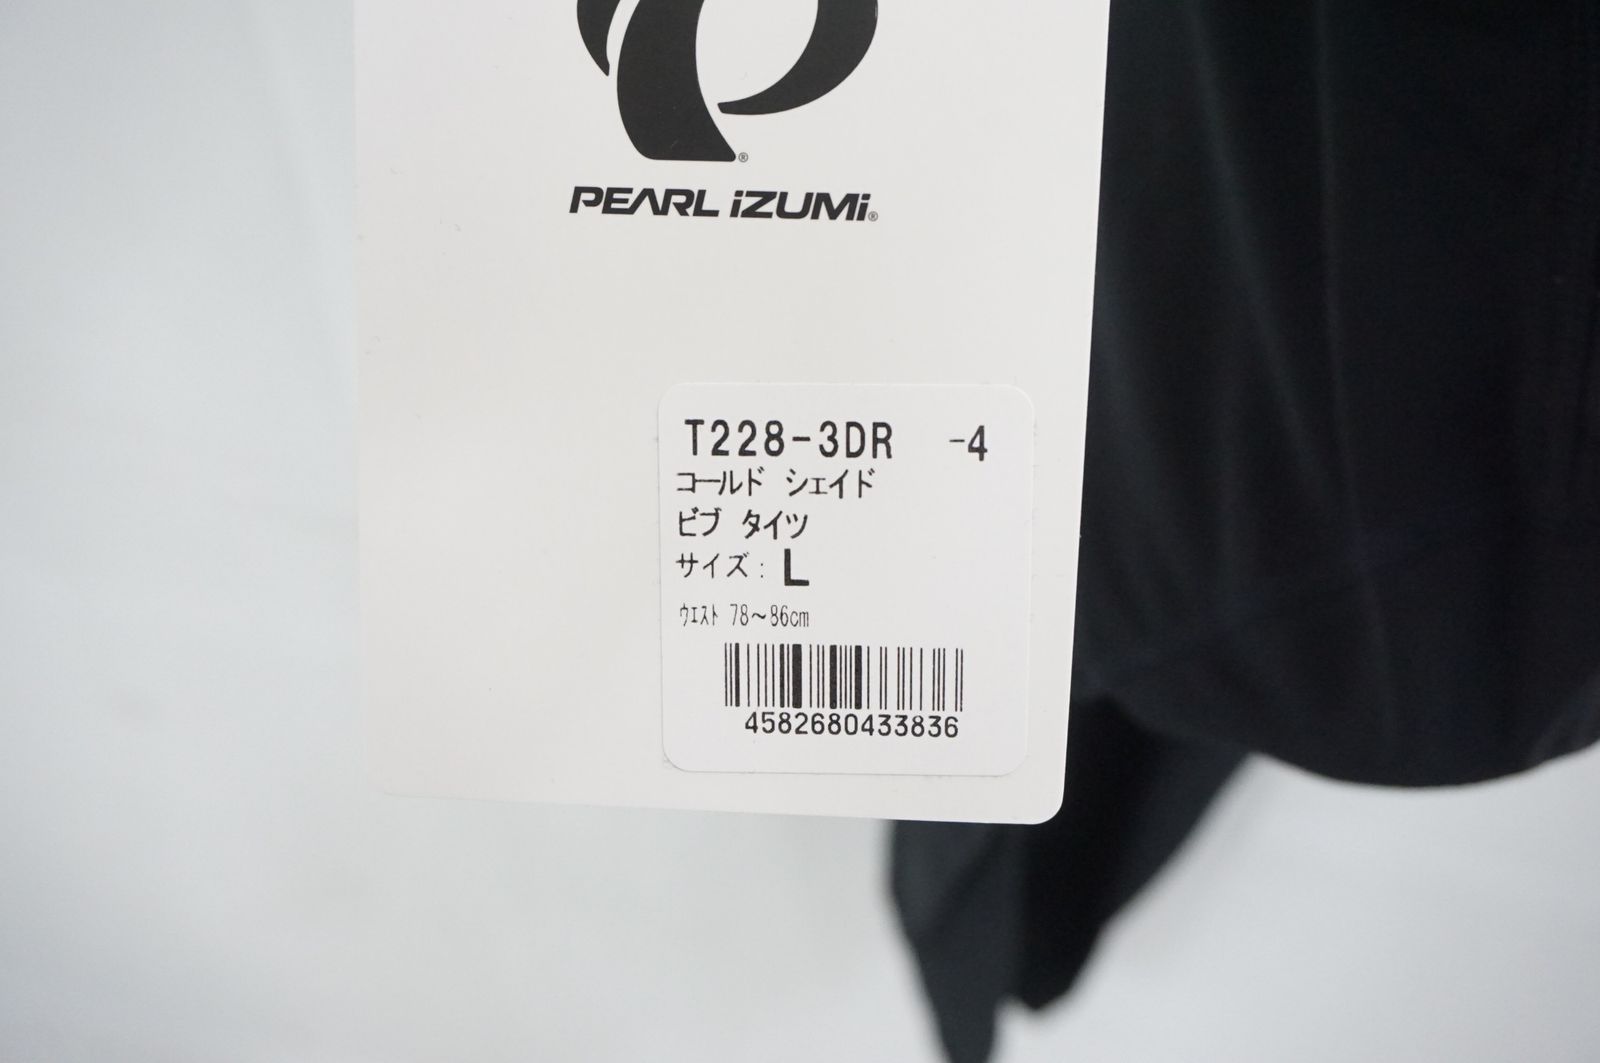 PEARL iZUMi®
T228-3DR -4
コールド シェイド
ビブ タイツ
サイズ: L
ウエスト 78〜86cm
4582680433836